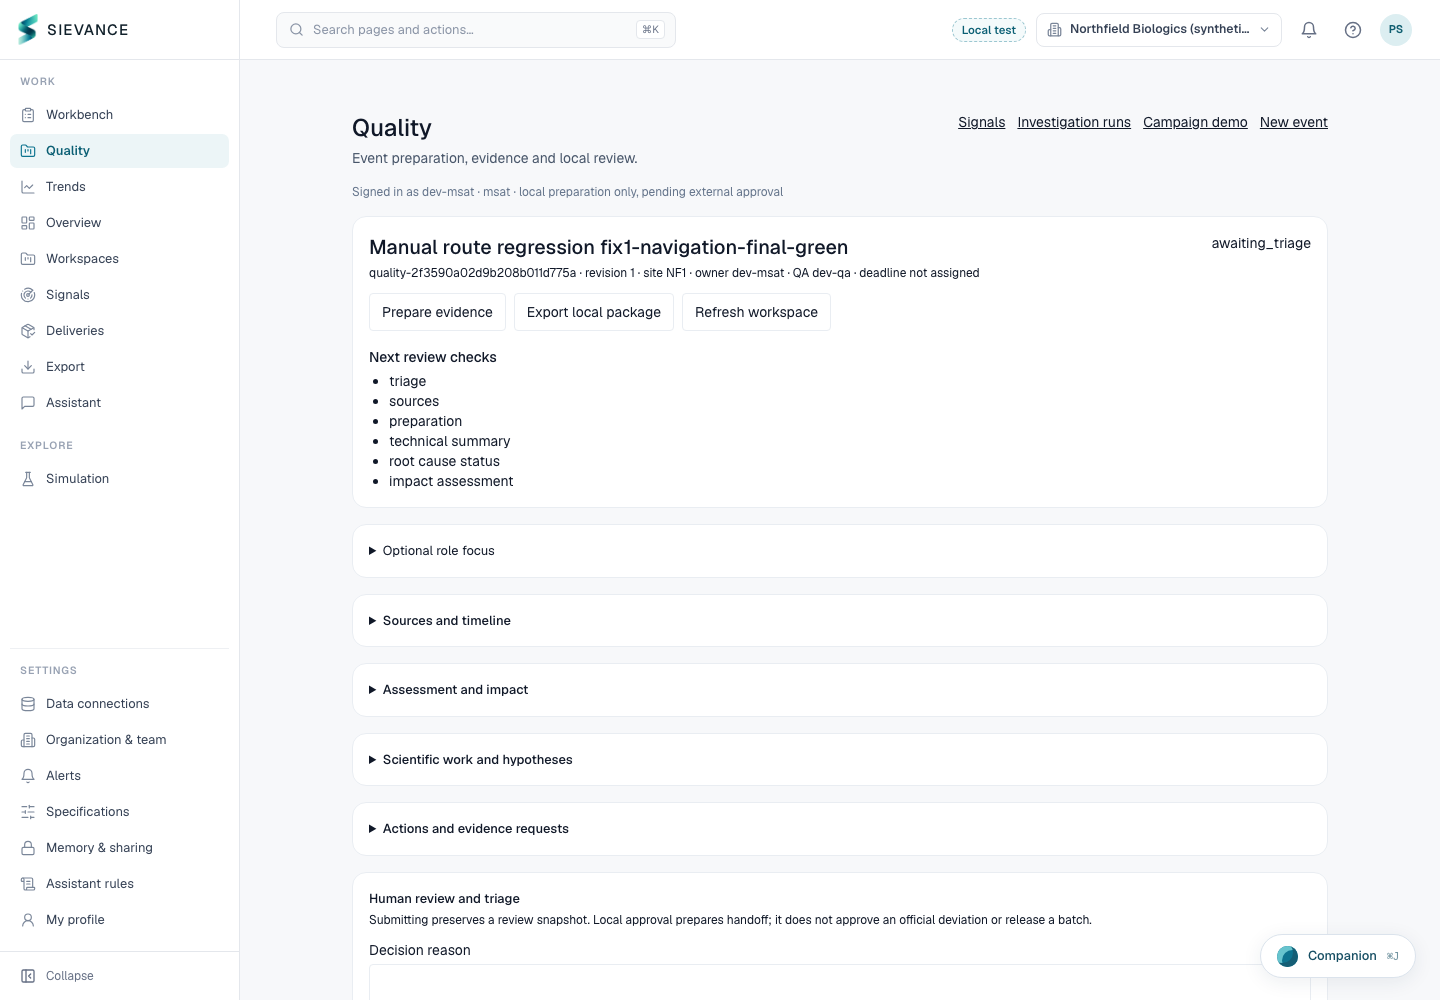 SIEVANCE
Search pages and actions...
⌘K
Local test
Northfield Biologics (syntheti...
PS
WORK
Workbench
Quality
Trends
Overview
Workspaces
Signals
Deliveries
Export
Assistant
EXPLORE
Simulation
SETTINGS
Data connections
Organization & team
Alerts
Specifications
Memory & sharing
Assistant rules
My profile
Collapse
Quality
Signals Investigation runs Campaign demo New event
Event preparation, evidence and local review.
Signed in as dev-msat · msat · local preparation only, pending external approval
Manual route regression fix1-navigation-final-green
awaiting_triage
quality-2f3590a02d9b208b011d775a · revision 1 · site NF1 · owner dev-msat · QA dev-qa · deadline not assigned
Prepare evidence Export local package Refresh workspace
Next review checks
• triage
• sources
• preparation
• technical summary
• root cause status
• impact assessment
Optional role focus
Sources and timeline
Assessment and impact
Scientific work and hypotheses
Actions and evidence requests
Human review and triage
Submitting preserves a review snapshot. Local approval prepares handoff; it does not approve an official deviation or release a batch.
Decision reason
Companion ⌘J